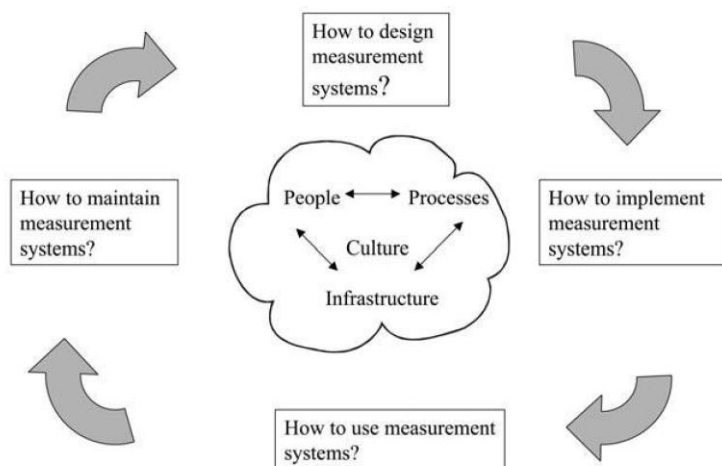 How to design
measurement
systems?
How to maintain
measurement
systems?
People
Processes
Culture
Infrastructure
How to implement
measurement
systems?
How to use measurement
systems?